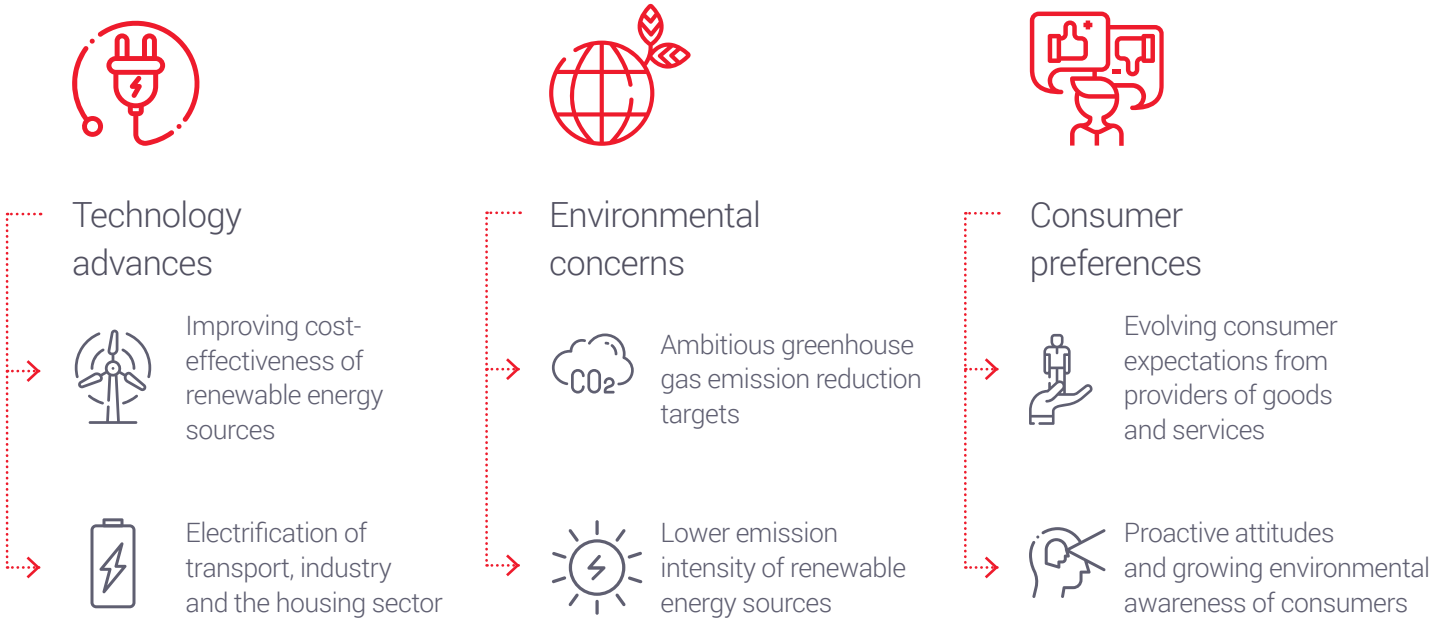 Technology
advances
Improving cost-
effectiveness of
renewable energy
sources
Electrification of
transport, industry
and the housing sector
Environmental
concerns
CO2
Ambitious greenhouse
gas emission reduction
targets
Lower emission
intensity of renewable
energy sources
Consumer
preferences
Evolving consumer
expectations from
providers of goods
and services
Proactive attitudes
and growing environmental
awareness of consumers